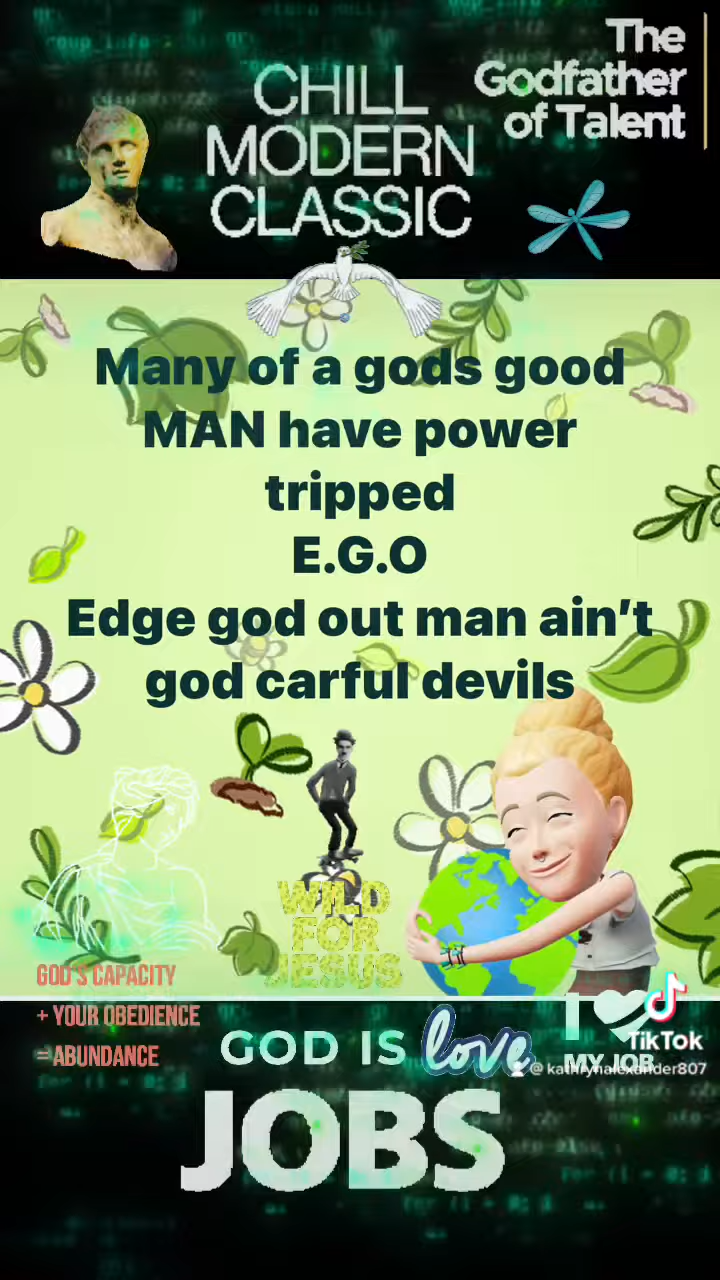 The
Godfather
of Talent
CHILL
MODERN
CLASSIC
Many of a gods good
MAN have power
tripped
E.G.O
Edge god out man ain’t
god carful devils
WILD
FOR
JESUS
GOD'S CAPACITY
+ YOUR OBEDIENCE
= ABUNDANCE
GOD IS love
I
MY JOB
TikTok
@kathrynalexander807
JOBS